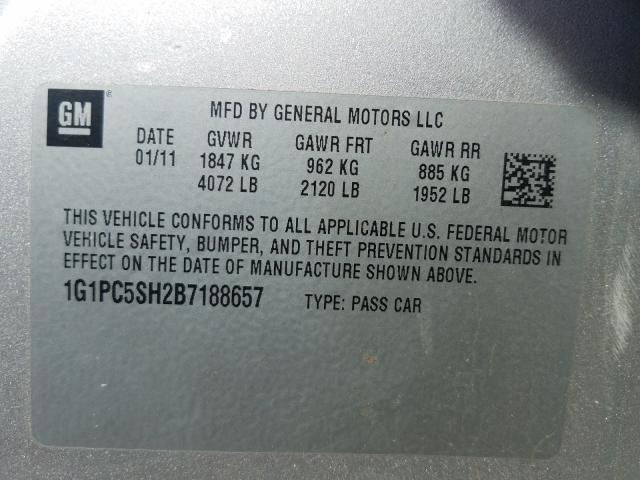 GM®
MFD BY GENERAL MOTORS LLC
DATE GVWR GAWR FRT GAWR RR
01/11 1847 KG 962 KG 885 KG
4072 LB 2120 LB 1952 LB
THIS VEHICLE CONFORMS TO ALL APPLICABLE U.S. FEDERAL MOTOR
VEHICLE SAFETY, BUMPER, AND THEFT PREVENTION STANDARDS IN
EFFECT ON THE DATE OF MANUFACTURE SHOWN ABOVE.
1G1PC5SH2B7188657 TYPE: PASS CAR